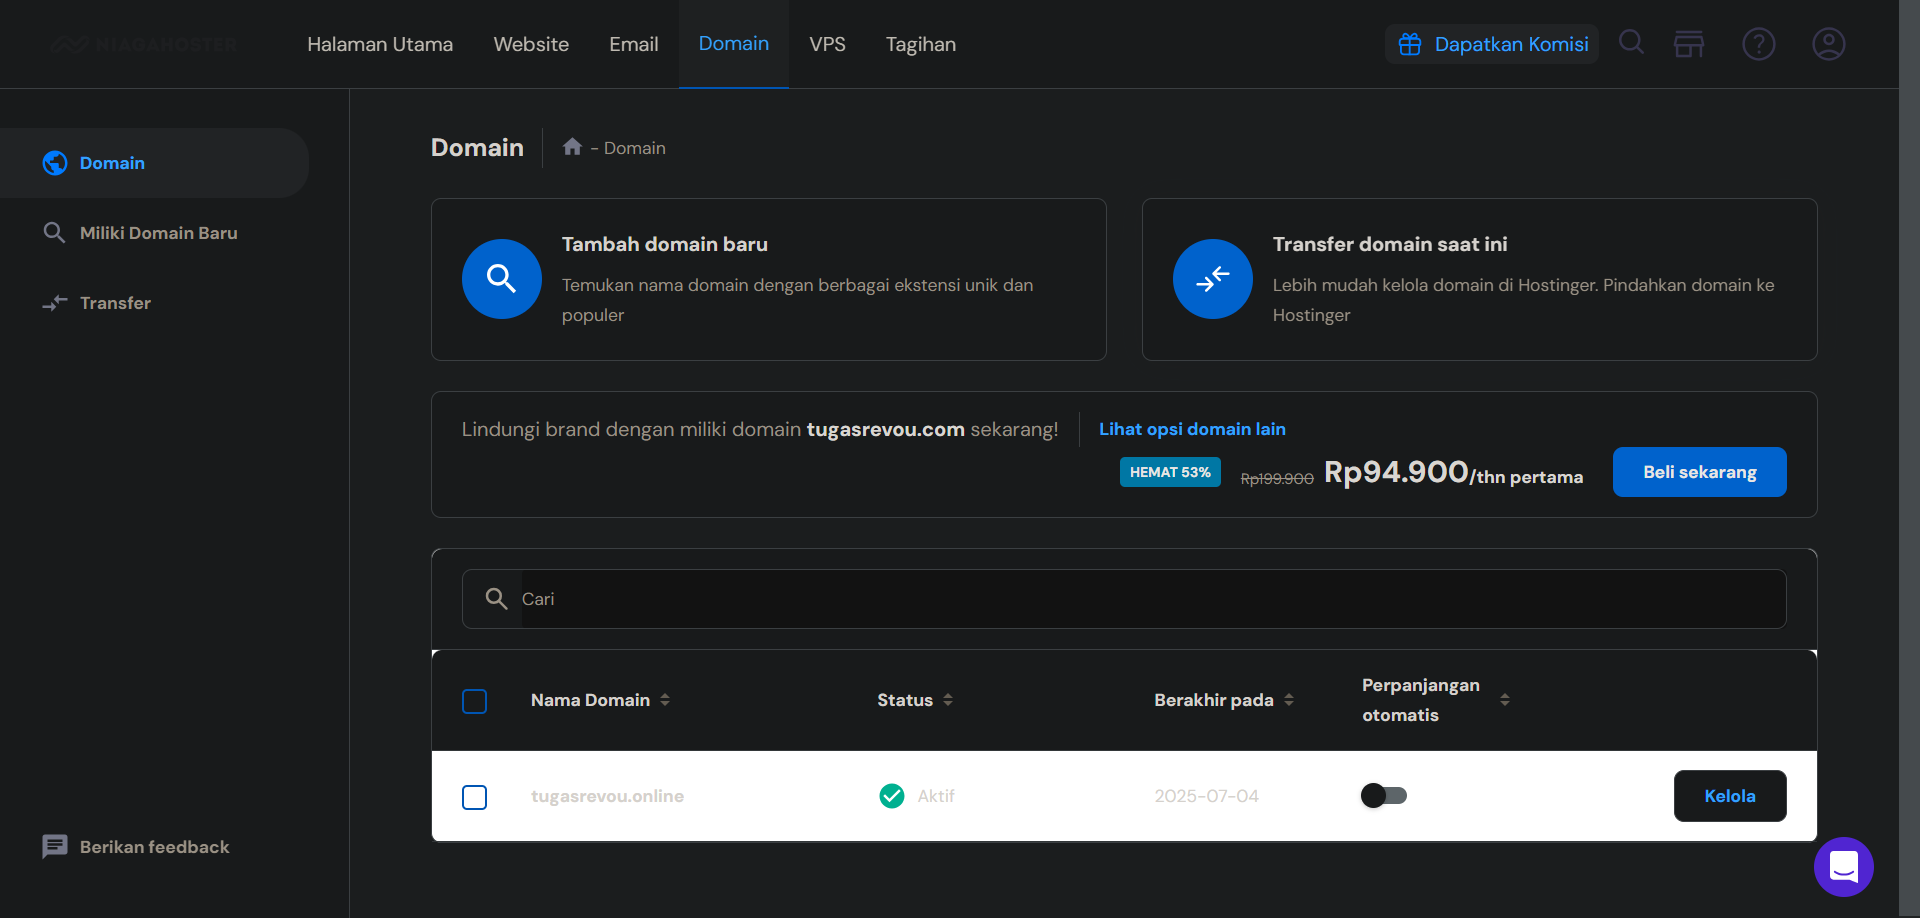 NIAGAHOSTER
Halaman Utama
Website
Email
Domain
VPS
Tagihan
Dapatkan Komisi
Domain
Miliki Domain Baru
Transfer
Berikan feedback
Domain
– Domain
Tambah domain baru
Temukan nama domain dengan berbagai ekstensi unik dan
populer
Transfer domain saat ini
Lebih mudah kelola domain di Hostinger. Pindahkan domain ke
Hostinger
Lindungi brand dengan miliki domain tugasrevou.com sekarang!
Lihat opsi domain lain
HEMAT 53%
Rp199.900
Rp94.900/thn pertama
Beli sekarang
Cari
Nama Domain
Status
Berakhir pada
Perpanjangan
otomatis
tugasrevou.online
Aktif
2025-07-04
Kelola